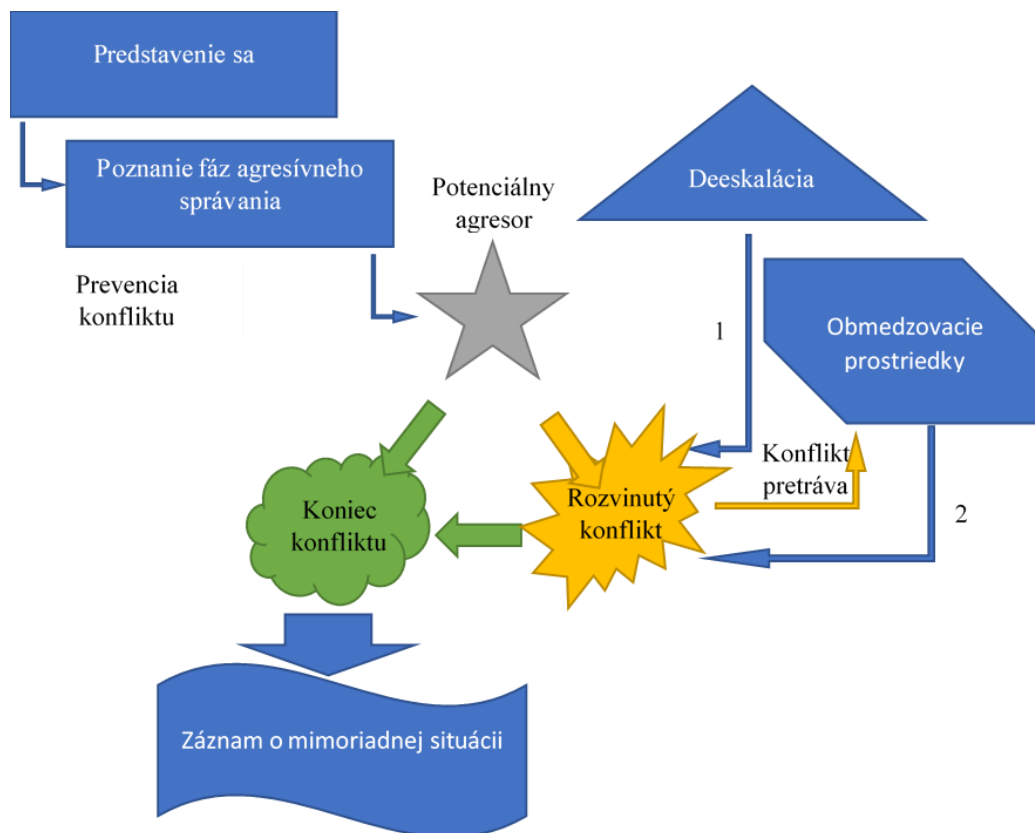 Predstavenie sa
Poznanie fáz agresívneho
správania
Prevencia
konfliktu
Potenciálny
agresor
Deeskalácia
1
Obmedzovacie
prostriedky
Konflikt
pretráva
2
Rozvinutý
konflikt
Koniec
konfliktu
Záznam o mimoriadnej situácii